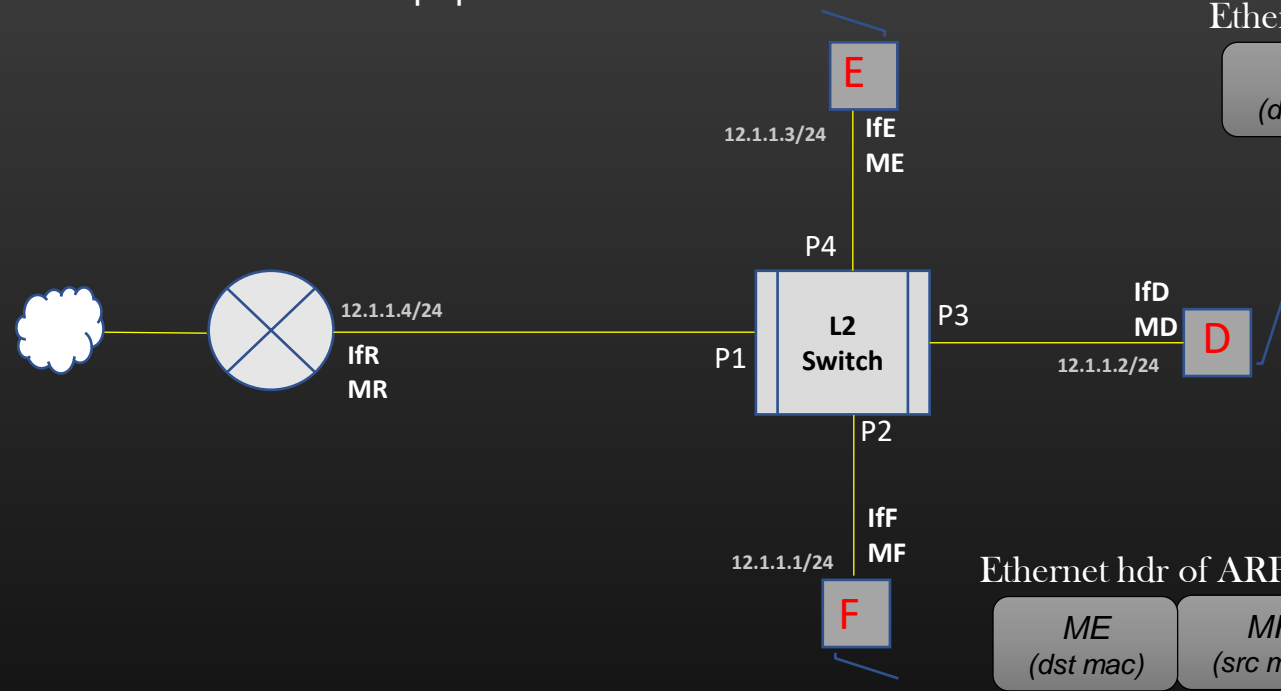 Ether
E
(d
12.1.1.3/24
IfE
ME
P4
12.1.1.4/24
IfR
MR
P1
L2
Switch
P3
IfD
MD
D
12.1.1.2/24
P2
IfF
MF
12.1.1.1/24
F
Ethernet hdr of ARP
ME
(dst mac)
(src m